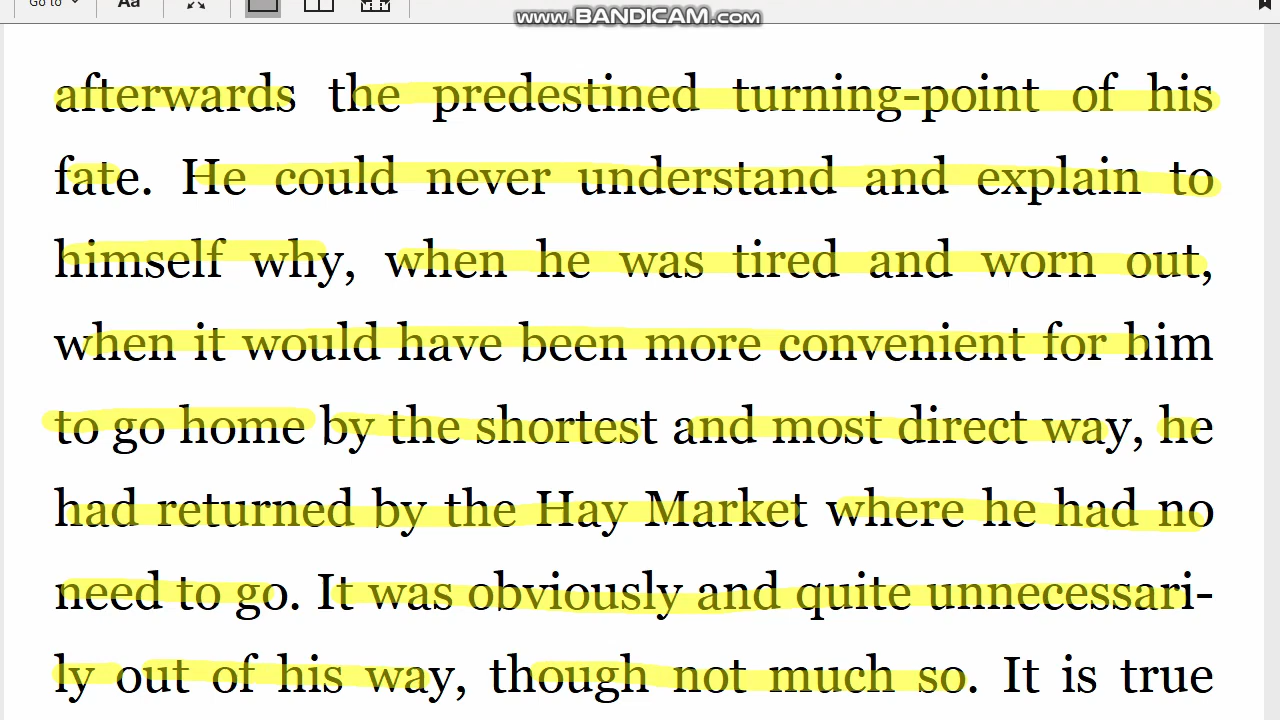 Go to
Aa
www.BANDICAM.com
afterwards the predestined turning-point of his
fate. He could never understand and explain to
himself why, when he was tired and worn out,
when it would have been more convenient for him
to go home by the shortest and most direct way, he
had returned by the Hay Market where he had no
need to go. It was obviously and quite unnecessari-
ly out of his way, though not much so. It is true